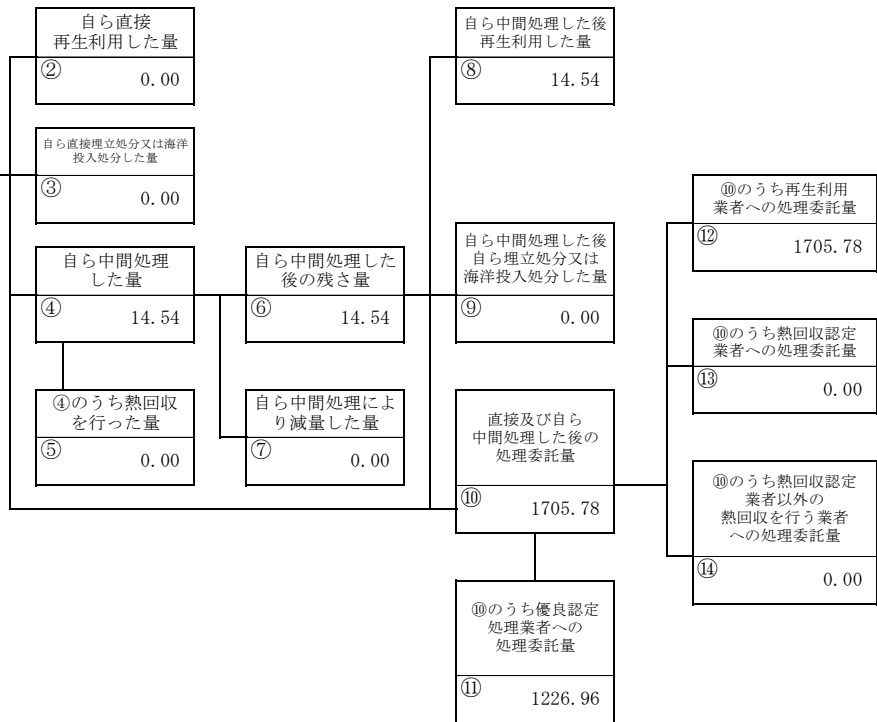 自ら直接
再生利用した量
② 0.00
自ら直接埋立処分又は海洋
投入処分した量
③ 0.00
自ら中間処理
した量
④ 14.54
④のうち熱回収
を行った量
⑤ 0.00
自ら中間処理した
後の残さ量
⑥ 14.54
自ら中間処理によ
り減量した量
⑦ 0.00
自ら中間処理した後
再生利用した量
⑧ 14.54
自ら中間処理した後
自ら埋立処分又は
海洋投入処分した量
⑨ 0.00
直接及び自ら
中間処理した後の
処理委託量
⑩ 1705.78
⑩のうち優良認定
処理業者への
処理委託量
⑪ 1226.96
⑩のうち再生利用
業者への処理委託量
⑫ 1705.78
⑩のうち熱回収認定
業者への処理委託量
⑬ 0.00
⑩のうち熱回収認定
業者以外の
熱回収を行う業者
への処理委託量
⑭ 0.00